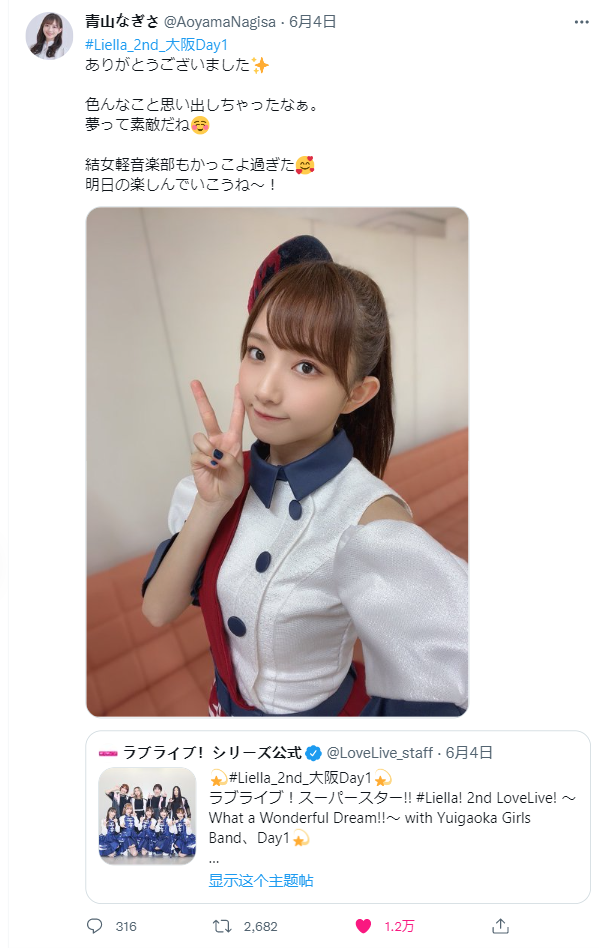 青山なぎさ @AoyamaNagisa · 6月4日
#Liella_2nd_大阪Day1
ありがとうございました✨
色んなこと思い出しちゃったなぁ。
夢って素敵だね☺️
結女軽音楽部もかっこよ過ぎた🥰
明日の楽しんでいこうね〜！
ラブライブ！シリーズ公式 @LoveLive_staff · 6月3日
💫#Liella_2nd_大阪Day1💫
ラブライブ！スーパースター!! #Liella! 2nd LoveLive! 〜
What a Wonderful Dream!!〜 with Yuigaoka Girls
Band、Day1💫
...
显示这个主题帖
316 2,682 1.2万